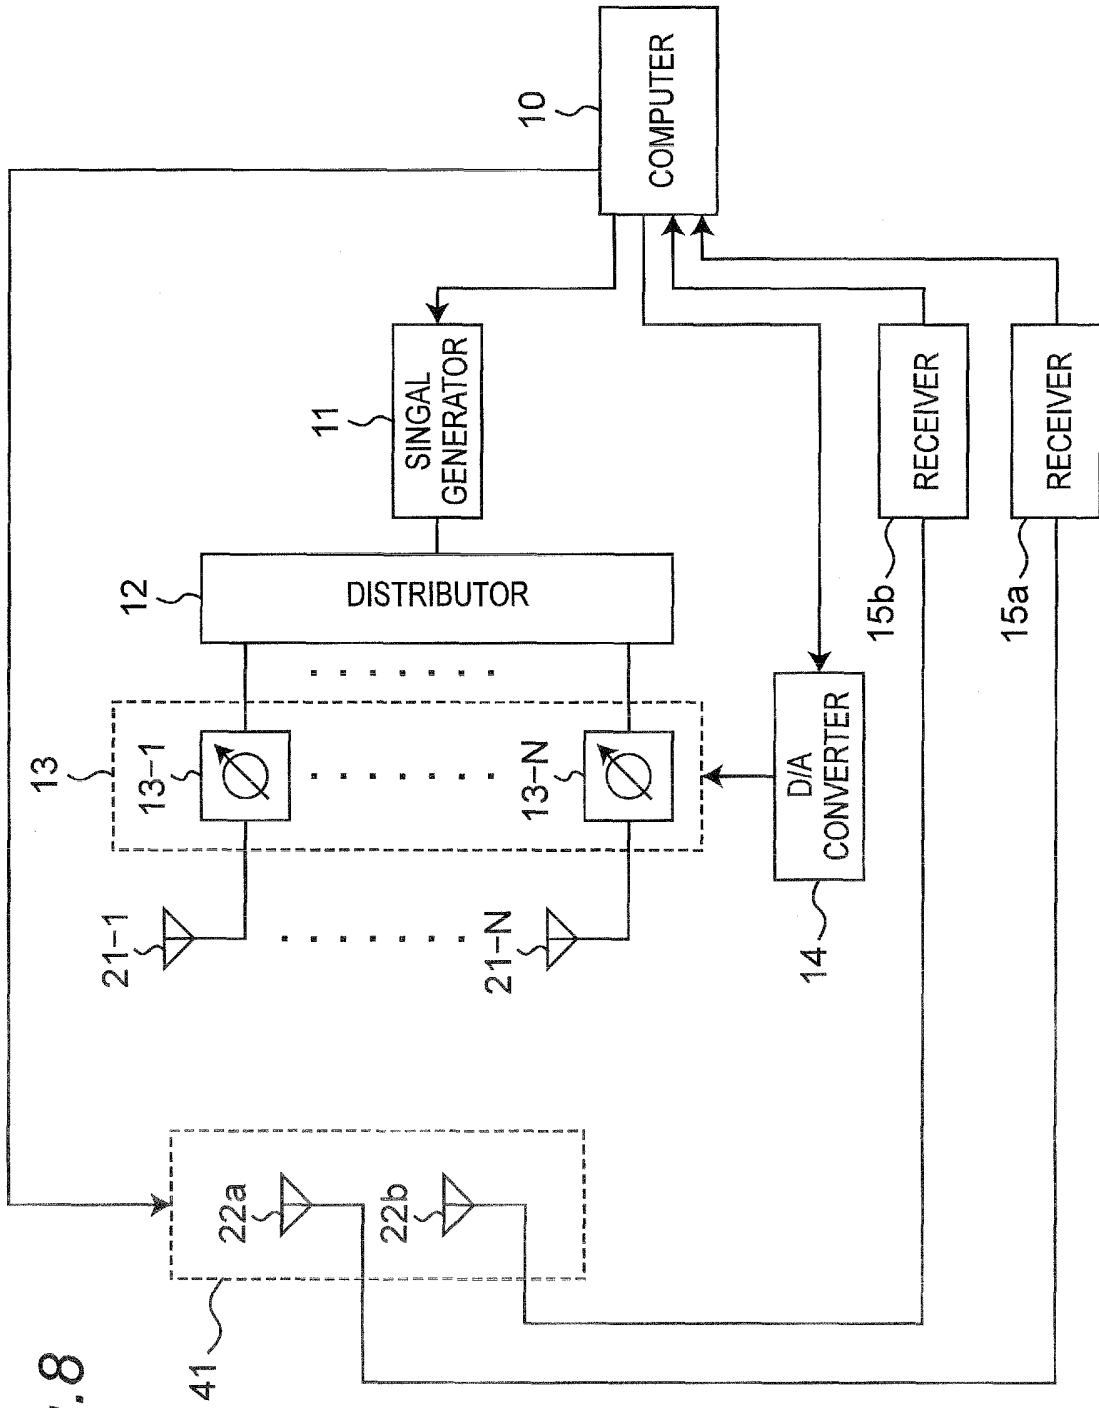 .8
41
22a
22b
21-1
21-N
13
13-1
13-N
12
DISTRIBUTOR
11
SINGAL
GENERATOR
10
COMPUTER
14
D/A
CONVERTER
15b
RECEIVER
15a
RECEIVER